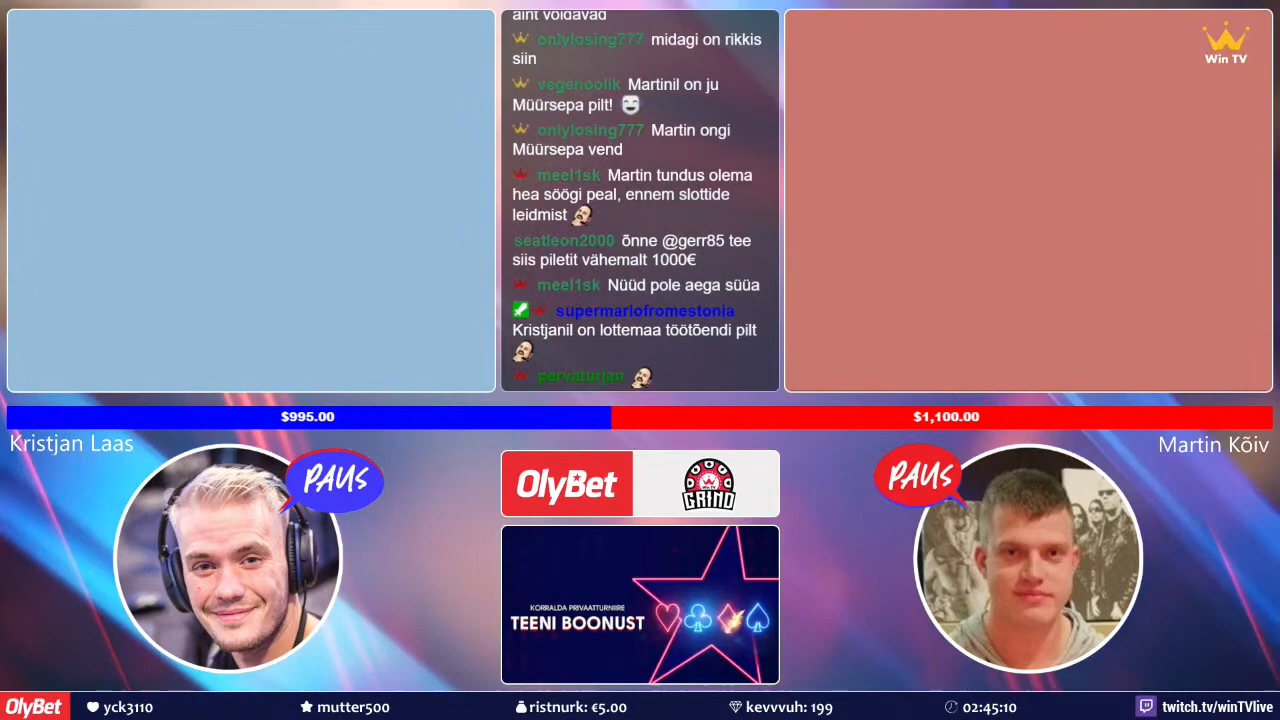 aint võidavad
onlylosing777 midagi on rikkis
siin
vegenoolik Martinil on ju
Müürsepa pilt!
onlylosing777 Martin ongi
Müürsepa vend
meel1sk Martin tundus olema
hea söögi peal, ennem slottide
leidmist
seatleon2000 õnne @gerr85 tee
siis piletit vähemalt 1000€
meel1sk Nüüd pole aega süüa
supermariofromestonia
Kristjanil on lottemaa töötõendi pilt
pervaturjan
Win TV
$995.00
$1,100.00
Kristjan Laas
Martin Kõiv
PAUS
PAUS
OlyBet
Win TV
GRIND
KORRALDA PRIVAATTURNIIRE
TEENI BOONUST
OlyBet
yck3110
mutter500
ristnurk: €5.00
kevvvuh: 199
02:45:10
twitch.tv/winTVlive